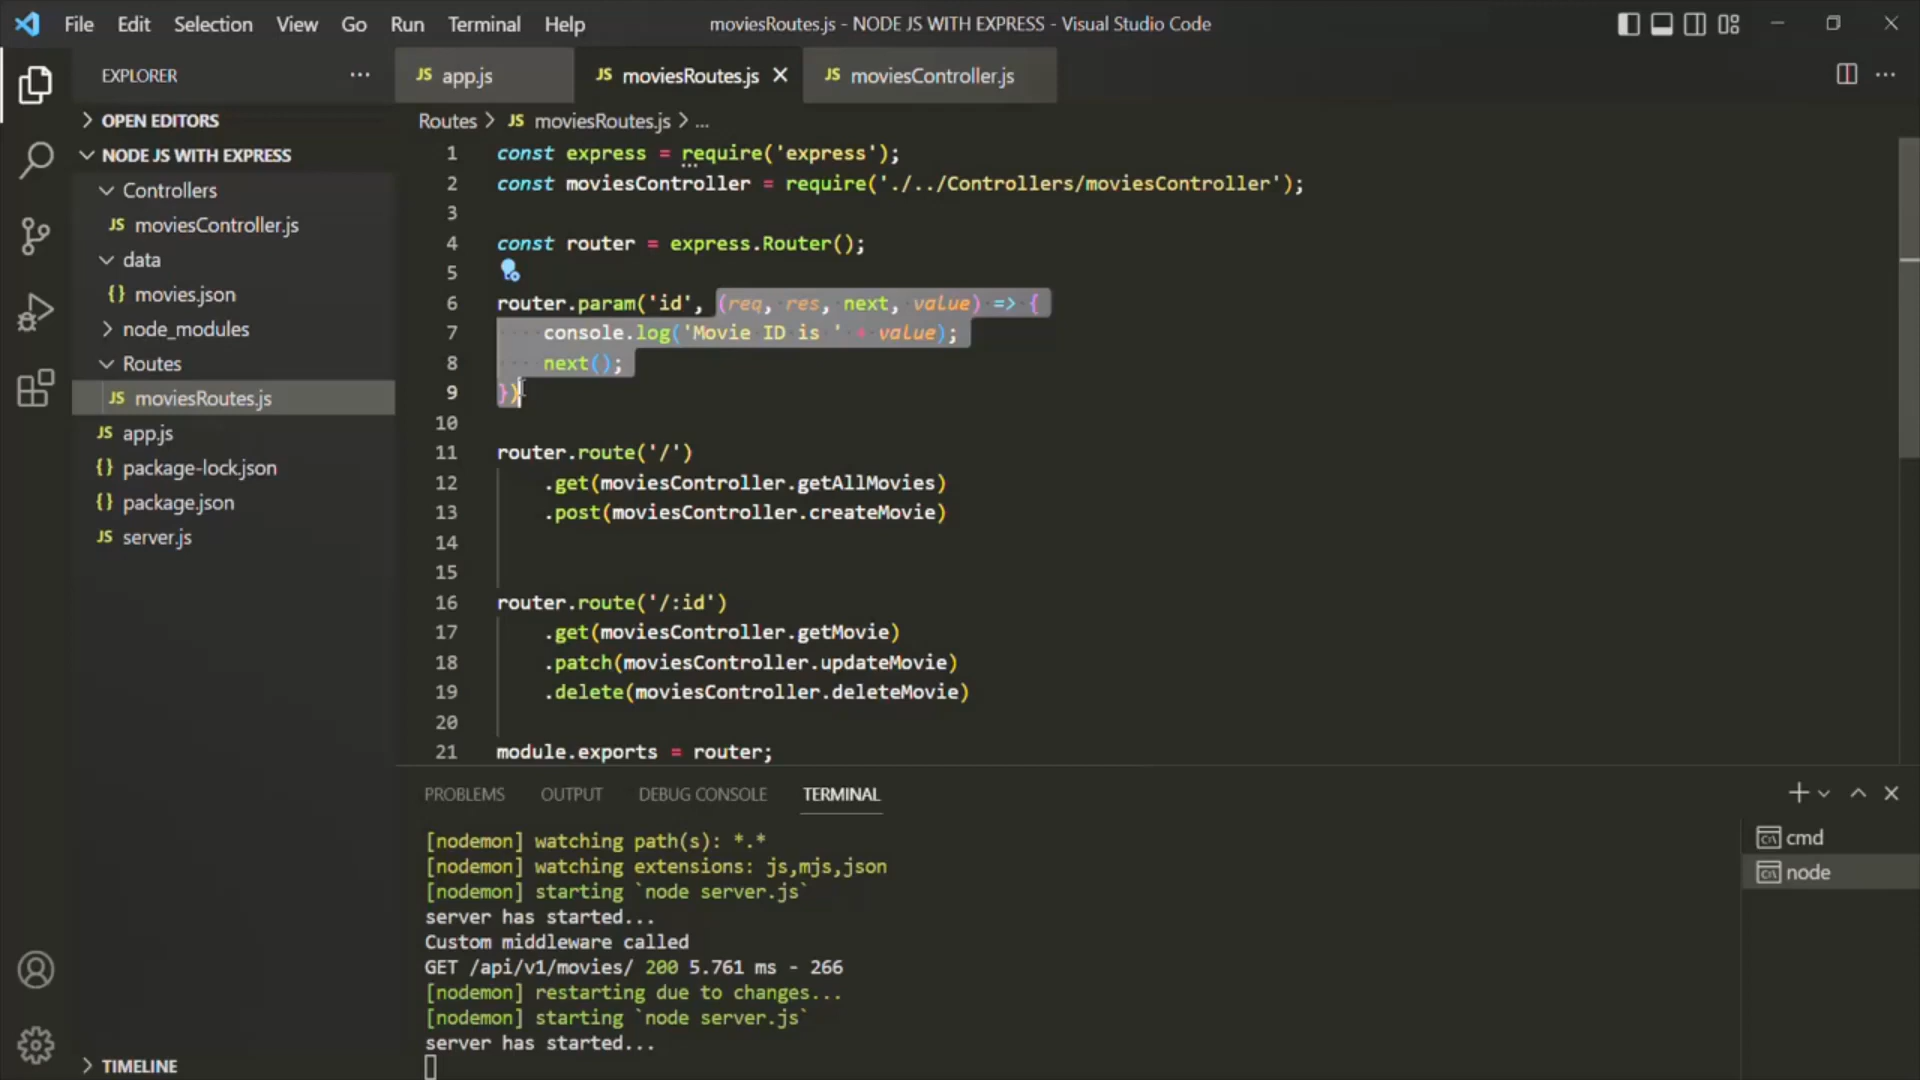 File Edit Selection View Go Run Terminal Help moviesRoutes.js - NODE JS WITH EXPRESS - Visual Studio Code
EXPLORER ...
OPEN EDITORS
NODE JS WITH EXPRESS
Controllers
JS moviesController.js
data
{} movies.json
node_modules
Routes
JS moviesRoutes.js
JS app.js
{} package-lock.json
{} package.json
JS server.js
TIMELINE
JS app.js JS moviesRoutes.js JS moviesController.js
Routes > JS moviesRoutes.js > ...
1 const express = require('express');
2 const moviesController = require('./../Controllers/moviesController');
3
4 const router = express.Router();
5
6 router.param('id', (req, res, next, value) => {
7 console.log('Movie ID is ' + value);
8 next();
9 })
10
11 router.route('/')
12 .get(moviesController.getAllMovies)
13 .post(moviesController.createMovie)
14
15
16 router.route('/:id')
17 .get(moviesController.getMovie)
18 .patch(moviesController.updateMovie)
19 .delete(moviesController.deleteMovie)
20
21 module.exports = router;
PROBLEMS OUTPUT DEBUG CONSOLE TERMINAL
[nodemon] watching path(s): *.*
[nodemon] watching extensions: js,mjs,json
[nodemon] starting `node server.js`
server has started...
Custom middleware called
GET /api/v1/movies/ 200 5.761 ms - 266
[nodemon] restarting due to changes...
[nodemon] starting `node server.js`
server has started...
cmd
node